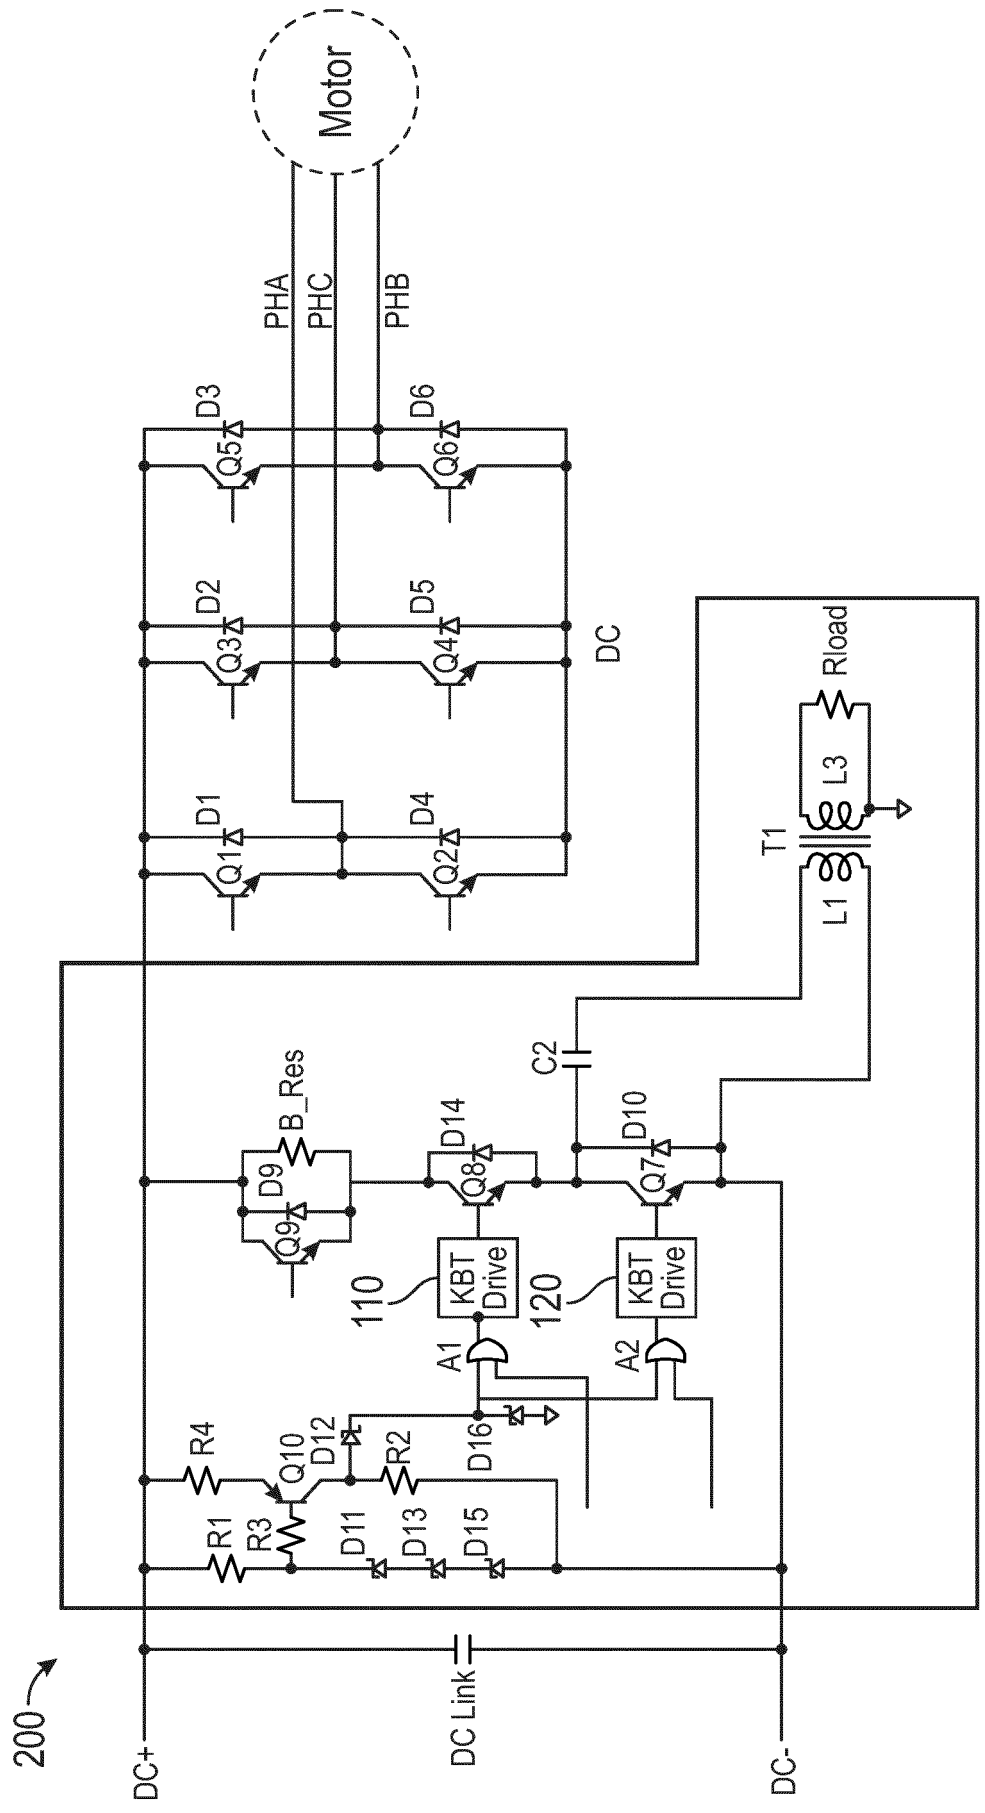 200
DC+
DC-
DC Link
R1
R4
R3
Q10
D11
D13
D15
D12
R2
D16
A1
A2
110
KBT
Drive
120
KBT
Drive
Q9
D9
B_Res
Q8
D14
Q7
D10
C2
T1
L1
L3
Rload
Q1
D1
Q2
D4
Q3
D2
Q4
D5
Q5
D3
Q6
D6
DC
PHA
PHC
PHB
Motor